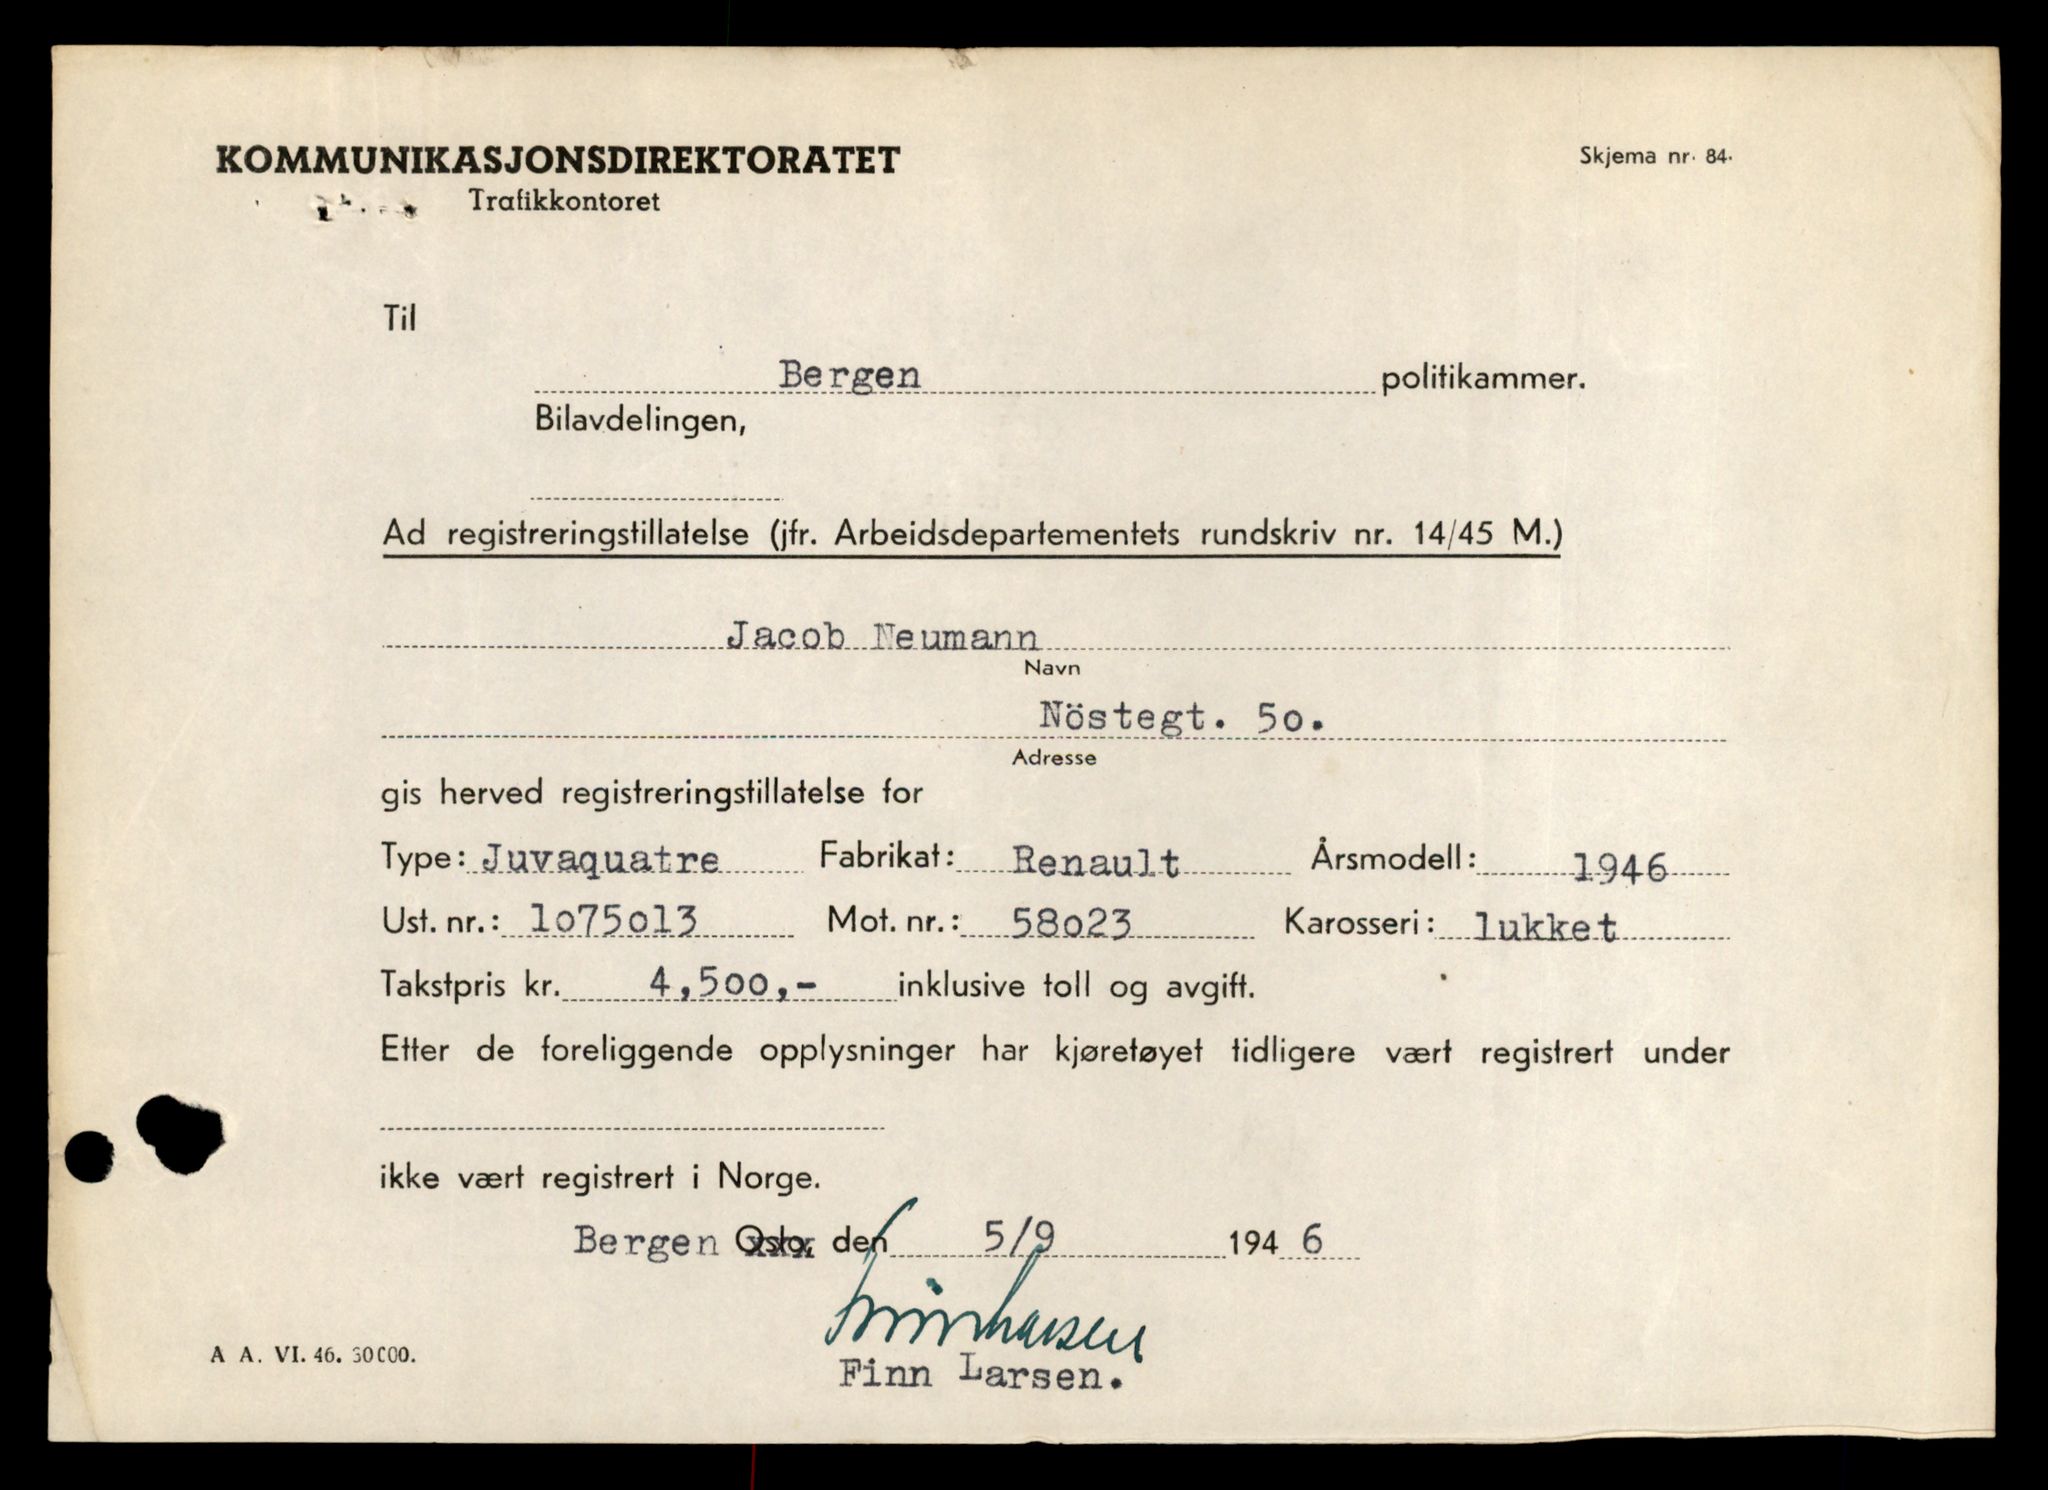 KOMMUNIKASJONSDIREKTORATET
Skjema nr. 84.
Trafikkontoret
Til
Bergen politikammer.
Bilavdelingen,
Ad registreringstillatelse (jfr. Arbeidsdepartementets rundskriv nr. 14/45 M.)
Jacob Neumann
Navn
Nöstegt. 5o.
Adresse
gis herved registreringstillatelse for
Type: Juvaquatre Fabrikat: Renault Årsmodell: 1946
Ust. nr.: 1o75o13 Mot. nr.: 58o23 Karosseri: lukket
Takstpris kr. 4,5oo,- inklusive toll og avgift.
Etter de foreliggende opplysninger har kjøretøyet tidligere vært registrert under
ikke vært registrert i Norge.
Bergen Oslo, den 5/9 1946
Finn Larsen
Finn Larsen.
A A. VI. 46. 30000.